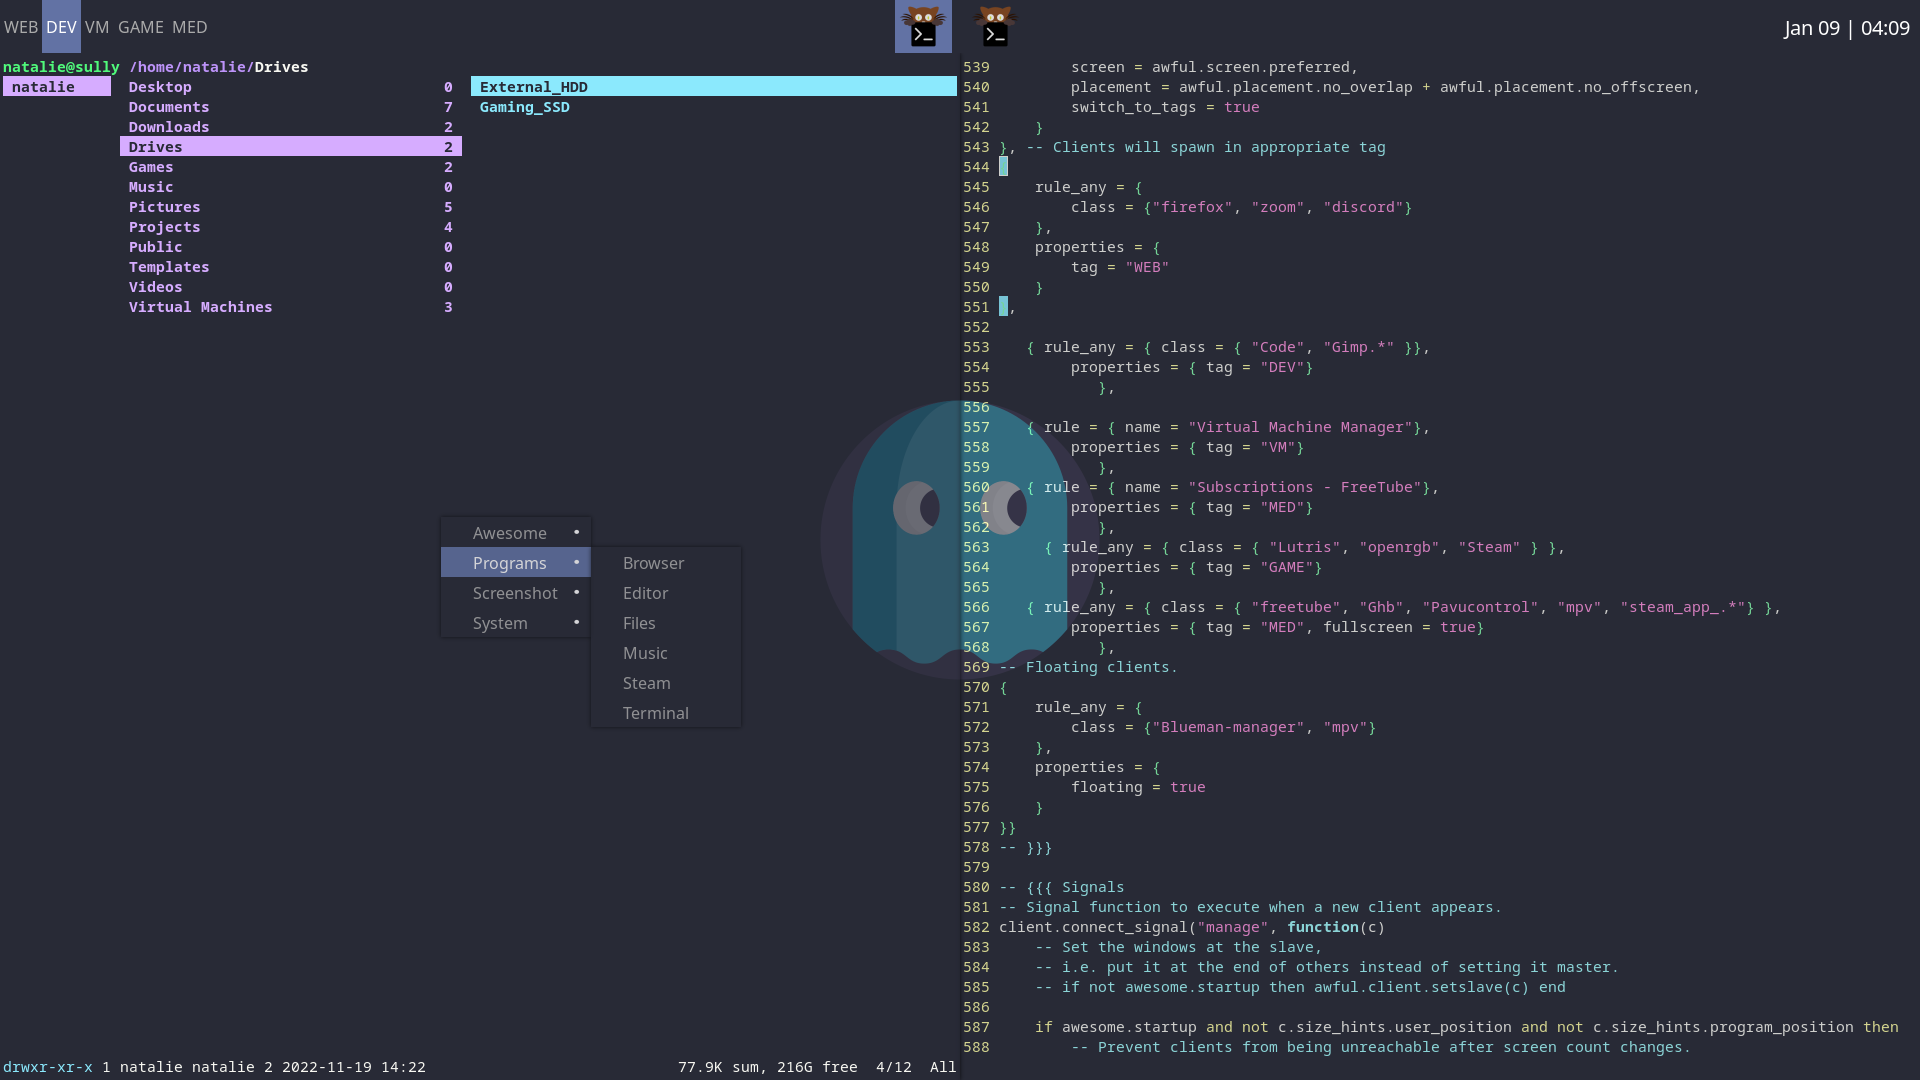 WEB DEV VM GAME MED
>_
>_
Jan 09 | 04:09
natalie@sully /home/natalie/Drives
natalie
Desktop 0
Documents 7
Downloads 2
Drives 2
Games 2
Music 0
Pictures 5
Projects 4
Public 0
Templates 0
Videos 0
Virtual Machines 3
External_HDD
Gaming_SSD
Awesome •
Programs •
Screenshot •
System •
Browser
Editor
Files
Music
Steam
Terminal
drwxr-xr-x 1 natalie natalie 2 2022-11-19 14:22 77.9K sum, 216G free 4/12 All
539         screen = awful.screen.preferred,
540         placement = awful.placement.no_overlap + awful.placement.no_offscreen,
541         switch_to_tags = true
542     }
543 }, -- Clients will spawn in appropriate tag
544
545     rule_any = {
546         class = {"firefox", "zoom", "discord"}
547     },
548     properties = {
549         tag = "WEB"
550     }
551  ,
552
553    { rule_any = { class = { "Code", "Gimp.*" }},
554         properties = { tag = "DEV"}
555            },
556
557    { rule = { name = "Virtual Machine Manager"},
558         properties = { tag = "VM"}
559            },
560    { rule = { name = "Subscriptions - FreeTube"},
561         properties = { tag = "MED"}
562            },
563      { rule_any = { class = { "Lutris", "openrgb", "Steam" } },
564         properties = { tag = "GAME"}
565            },
566    { rule_any = { class = { "freetube", "Ghb", "Pavucontrol", "mpv", "steam_app_.*"} },
567         properties = { tag = "MED", fullscreen = true}
568            },
569 -- Floating clients.
570 {
571     rule_any = {
572         class = {"Blueman-manager", "mpv"}
573     },
574     properties = {
575         floating = true
576     }
577 }}
578 -- }}}
579
580 -- {{{ Signals
581 -- Signal function to execute when a new client appears.
582 client.connect_signal("manage", function(c)
583     -- Set the windows at the slave,
584     -- i.e. put it at the end of others instead of setting it master.
585     -- if not awesome.startup then awful.client.setslave(c) end
586
587     if awesome.startup and not c.size_hints.user_position and not c.size_hints.program_position then
588         -- Prevent clients from being unreachable after screen count changes.